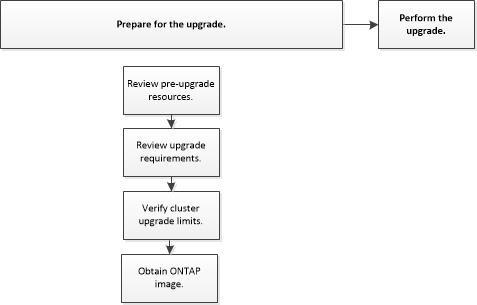 Prepare for the upgrade.
Perform the
upgrade.
Review pre-upgrade
resources.
Review upgrade
requirements.
Verify cluster
upgrade limits.
Obtain ONTAP
image.